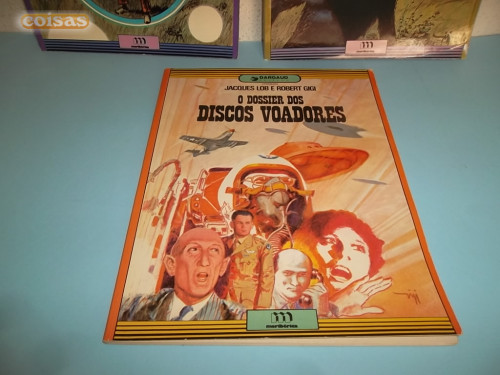 coisas
m
m
DARGAUD
JACQUES LOB E ROBERT GIGI
O DOSSIER DOS
DISCOS VOADORES
m
meribérica